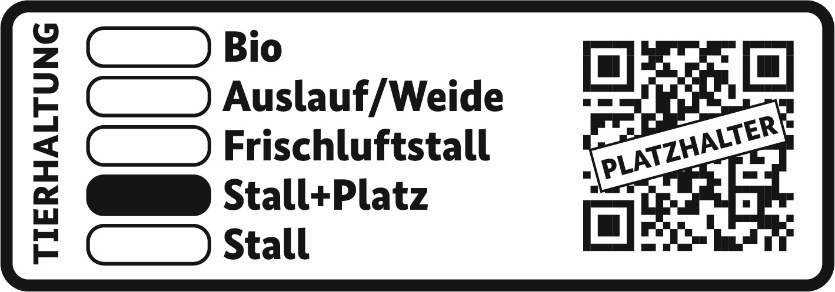 TIERHALTUNG
Bio
Auslauf/Weide
Frischluftstall
Stall+Platz
Stall
PLATZHALTER